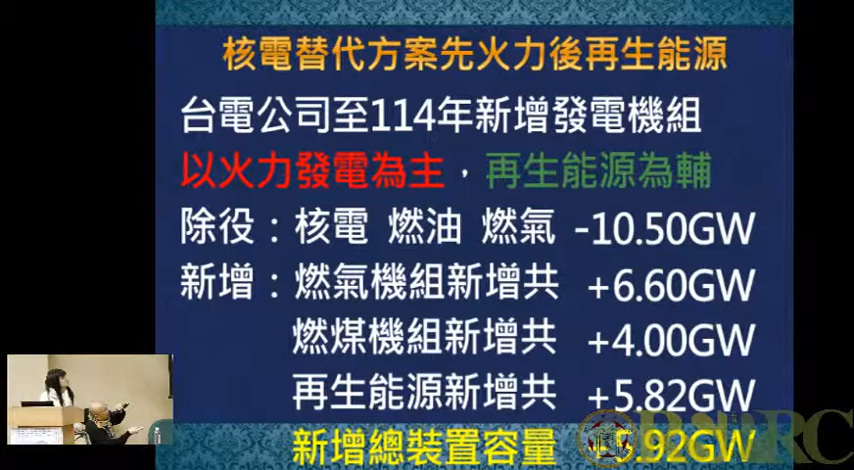 核電替代方案先火力後再生能源
台電公司至114年新增發電機組
以火力發電為主，再生能源為輔
除役：核電 燃油 燃氣 -10.50GW
新增：燃氣機組新增共 +6.60GW
燃煤機組新增共 +4.00GW
再生能源新增共 +5.82GW
新增總裝置容量 .92GW